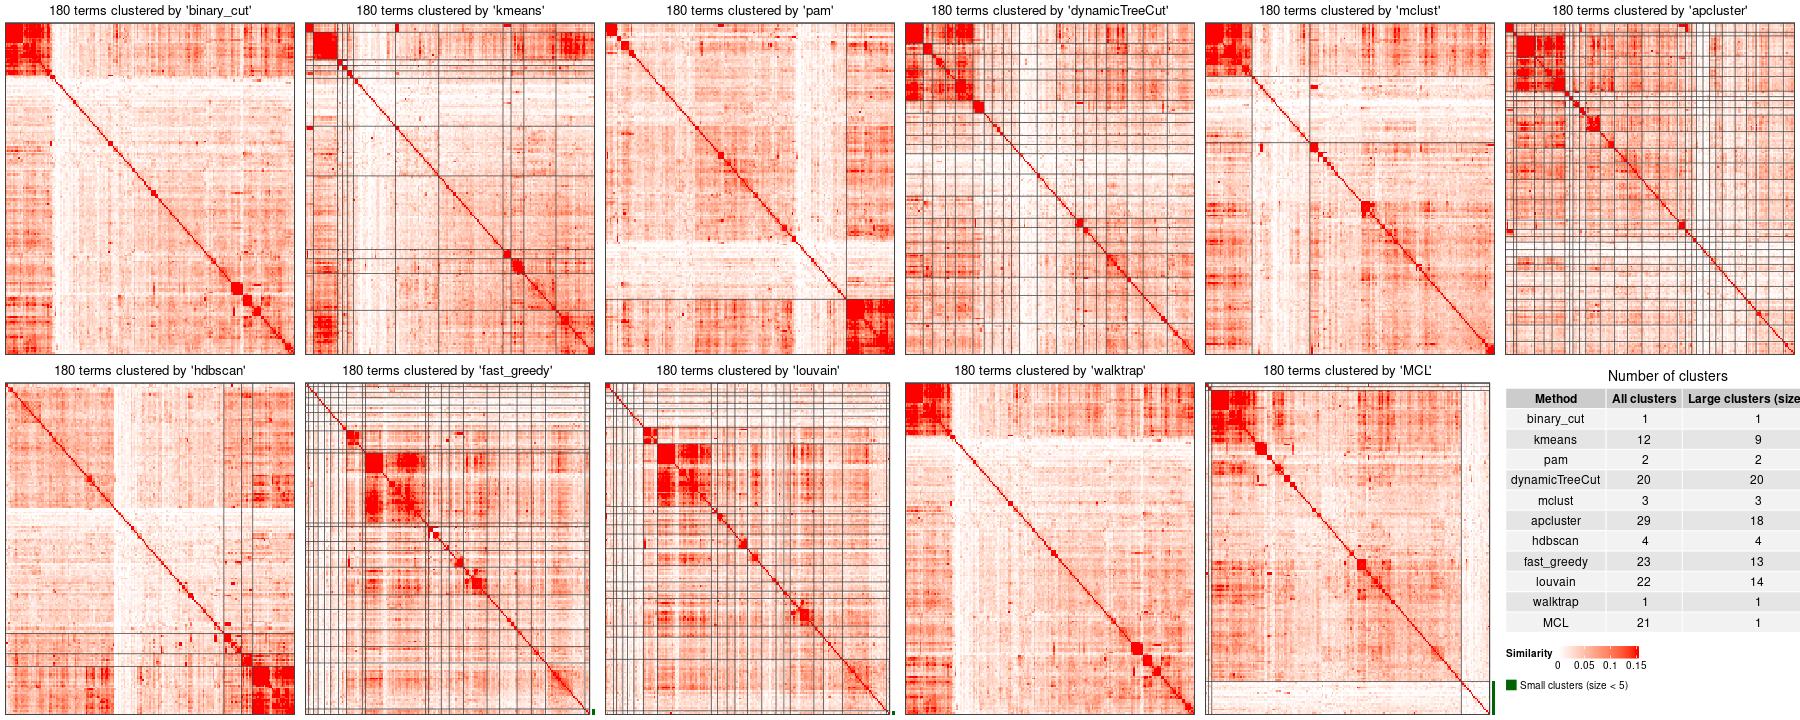 180 terms clustered by 'binary_cut'
180 terms clustered by 'kmeans'
180 terms clustered by 'pam'
180 terms clustered by 'dynamicTreeCut'
180 terms clustered by 'mclust'
180 terms clustered by 'apcluster'
180 terms clustered by 'hdbscan'
180 terms clustered by 'fast_greedy'
180 terms clustered by 'louvain'
180 terms clustered by 'walktrap'
180 terms clustered by 'MCL'
Number of clusters
Method All clusters Large clusters (size
binary_cut 1 1
kmeans 12 9
pam 2 2
dynamicTreeCut 20 20
mclust 3 3
apcluster 29 18
hdbscan 4 4
fast_greedy 23 13
louvain 22 14
walktrap 1 1
MCL 21 1
Similarity
0 0.05 0.1 0.15
Small clusters (size < 5)